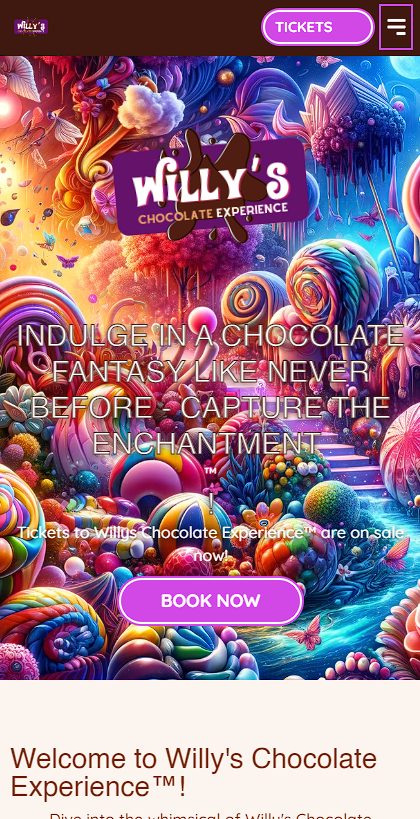 WILLY'S
TICKETS
WILLY'S
CHOCOLATE EXPERIENCE
INDULGE IN A CHOCOLATE
FANTASY LIKE NEVER
BEFORE - CAPTURE THE
ENCHANTMENT
™
!
Tickets to Willys Chocolate Experience™ are on sale
now!
BOOK NOW
Welcome to Willy's Chocolate
Experience™!
Dive into the whimsical of Willy's Chocolate